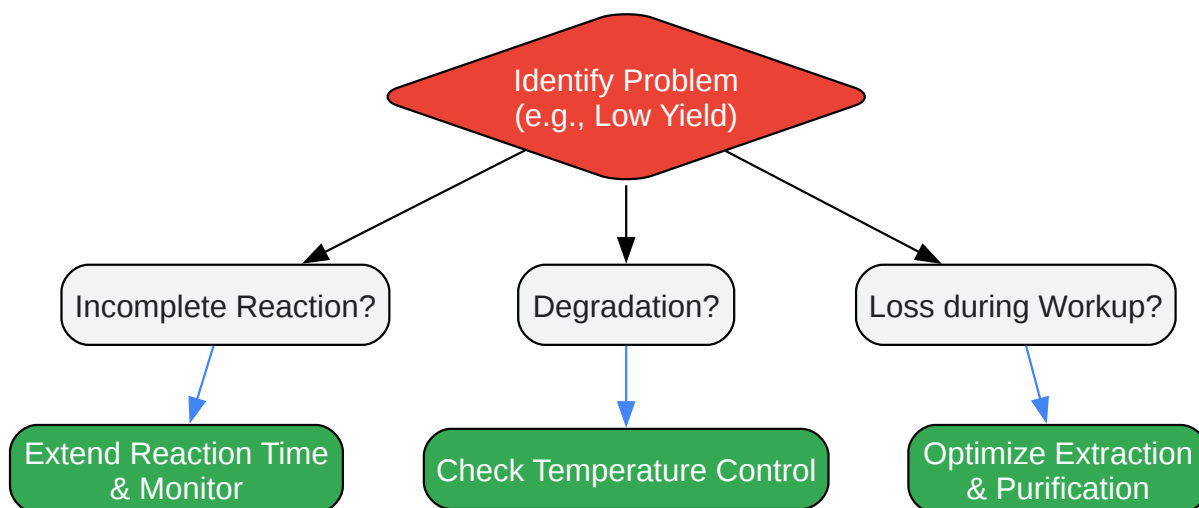 Identify Problem
(e.g., Low Yield)
Incomplete Reaction?
Degradation?
Loss during Workup?
Extend Reaction Time
& Monitor
Check Temperature Control
Optimize Extraction
& Purification